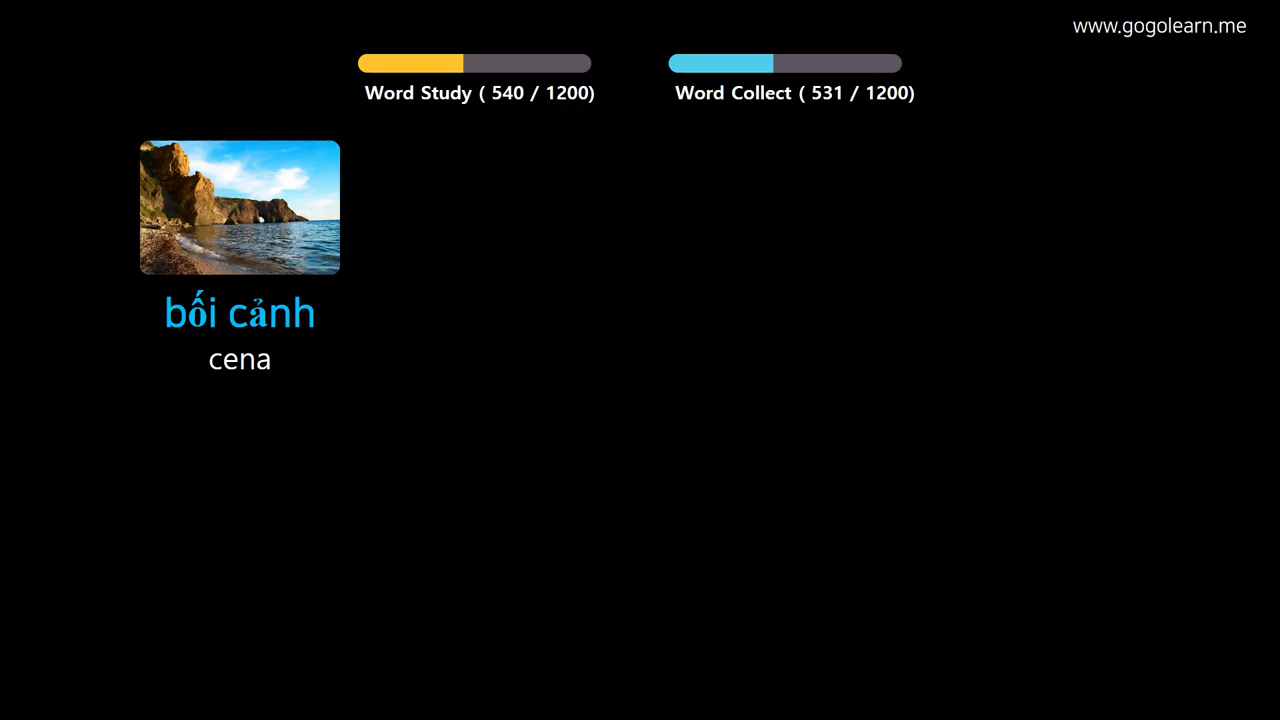 www.gogolearn.me
Word Study ( 540 / 1200)
Word Collect ( 531 / 1200)
bối cảnh
cena